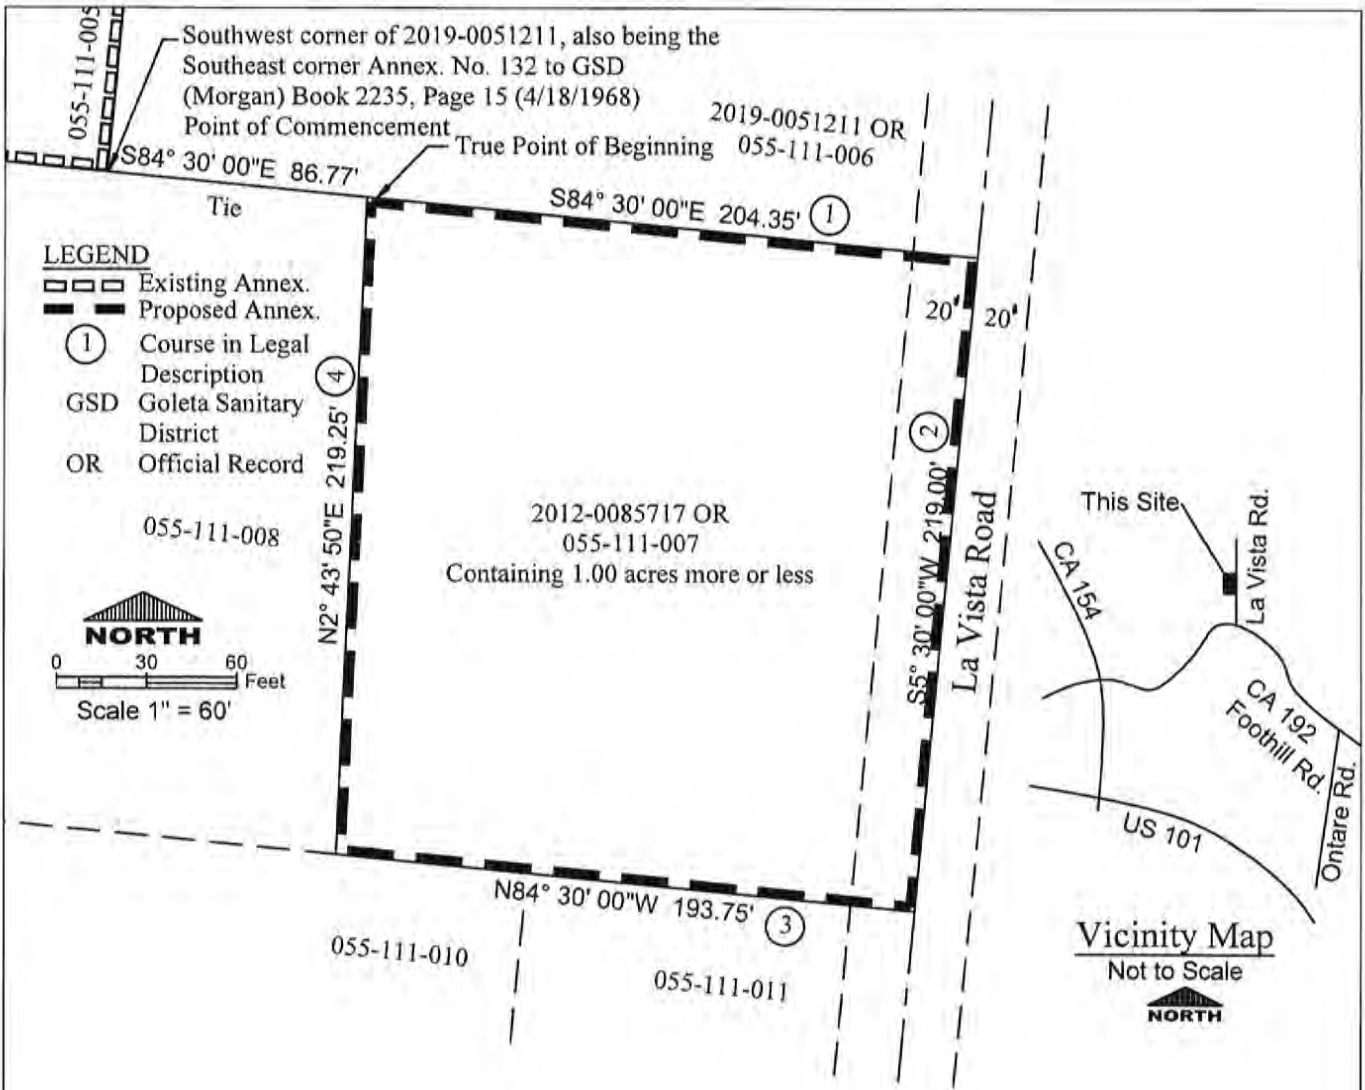 055-111-005
Southwest corner of 2019-0051211, also being the
Southeast corner Annex. No. 132 to GSD
(Morgan) Book 2235, Page 15 (4/18/1968)
Point of Commencement
True Point of Beginning
2019-0051211 OR
055-111-006
S84° 30' 00"E 86.77'
Tie
S84° 30' 00"E 204.35' 1
LEGEND
Existing Annex.
Proposed Annex.
1 Course in Legal
Description
GSD Goleta Sanitary
District
OR Official Record
20' 20'
N2° 43' 50"E 219.25' 4
055-111-008
2012-0085717 OR
055-111-007
Containing 1.00 acres more or less
S5° 30' 00"W 219.00' 2
La Vista Road
NORTH
0 30 60
Feet
Scale 1" = 60'
N84° 30' 00"W 193.75' 3
055-111-010
055-111-011
This Site
La Vista Rd.
CA 154
CA 192
Foothill Rd.
US 101
Ontare Rd.
Vicinity Map
Not to Scale
NORTH